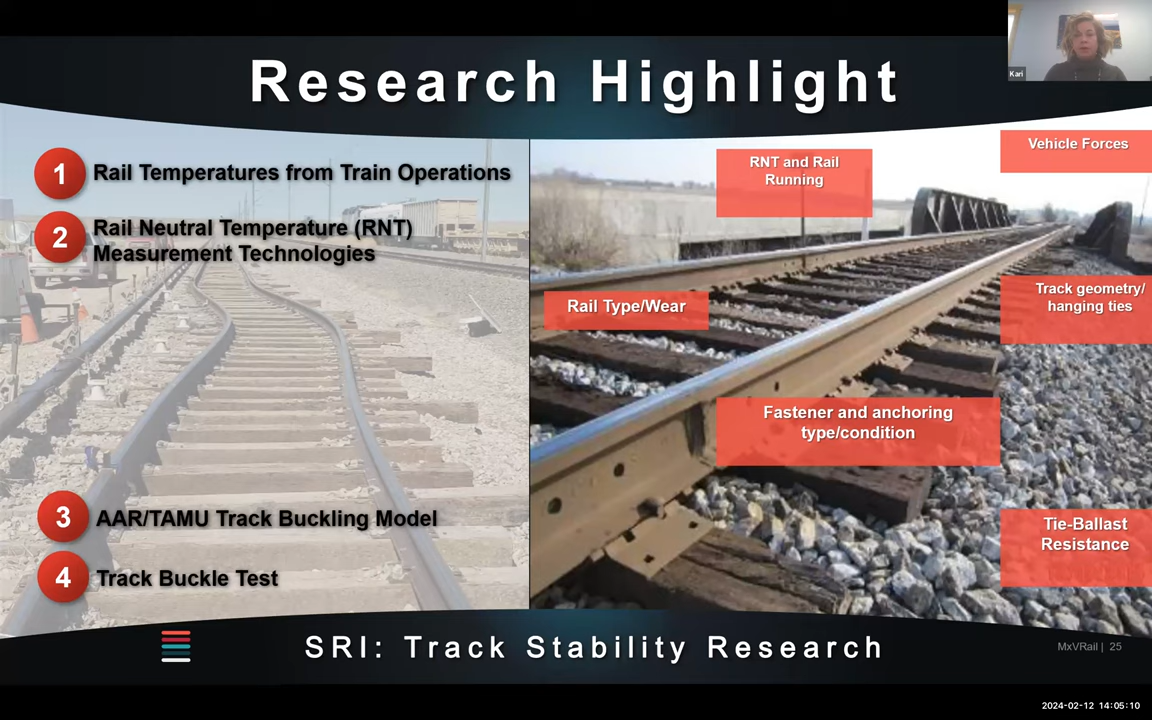 Research Highlight
Kari
1 Rail Temperatures from Train Operations
2 Rail Neutral Temperature (RNT)
Measurement Technologies
3 AAR/TAMU Track Buckling Model
4 Track Buckle Test
RNT and Rail
Running
Vehicle Forces
Rail Type/Wear
Track geometry/
hanging ties
Fastener and anchoring
type/condition
Tie-Ballast
Resistance
SRI: Track Stability Research
MxVRail | 25
2024-02-12 14:05:10